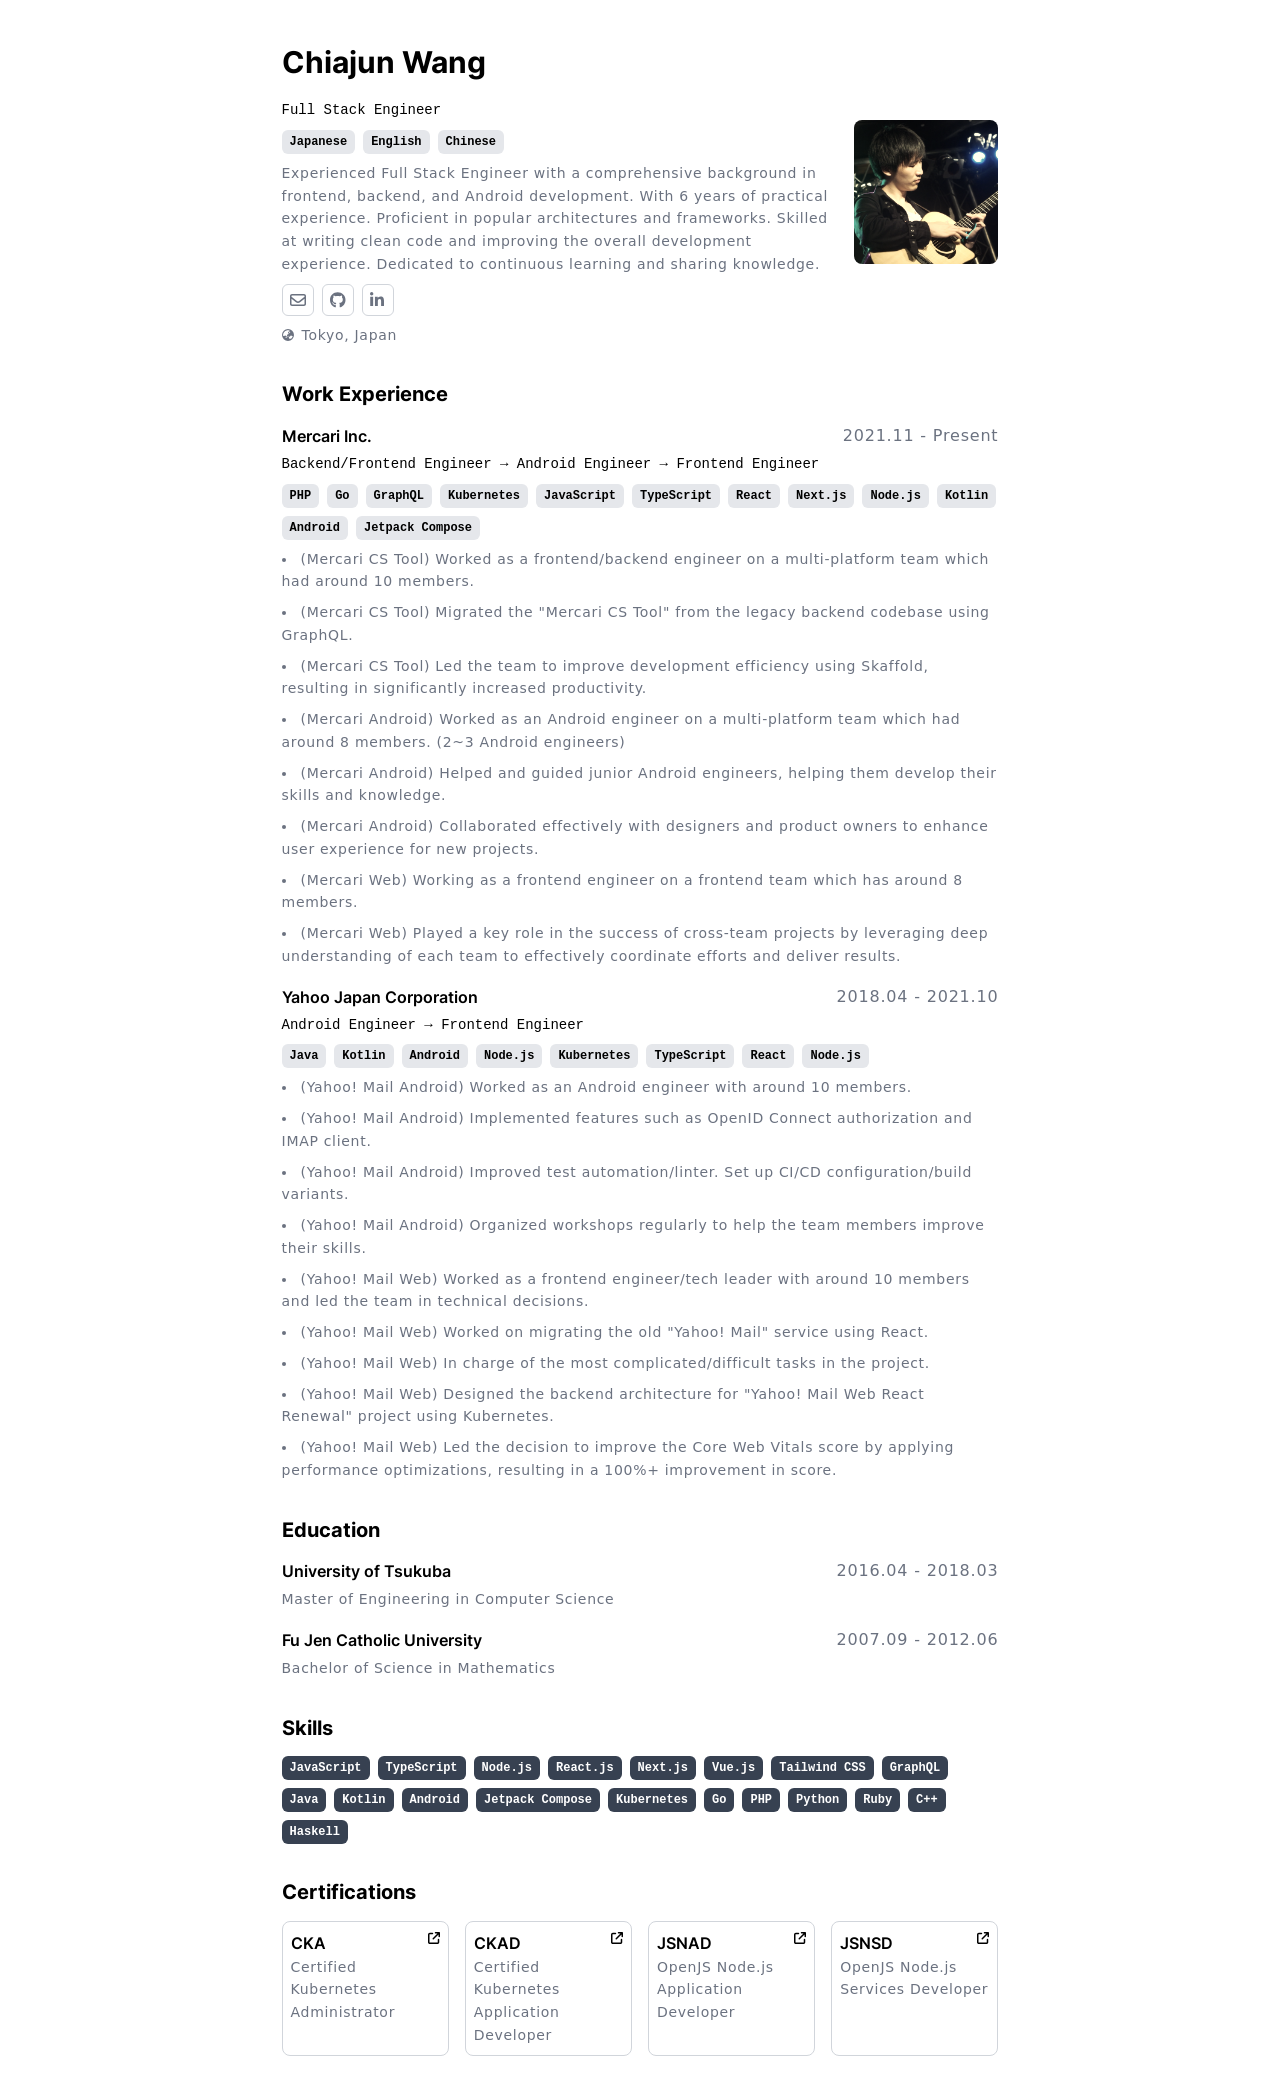 Chiajun Wang
Full Stack Engineer
Japanese English Chinese
Experienced Full Stack Engineer with a comprehensive background in
frontend, backend, and Android development. With 6 years of practical
experience. Proficient in popular architectures and frameworks. Skilled
at writing clean code and improving the overall development
experience. Dedicated to continuous learning and sharing knowledge.
Tokyo, Japan
Work Experience
Mercari Inc. 2021.11 - Present
Backend/Frontend Engineer → Android Engineer → Frontend Engineer
PHP Go GraphQL Kubernetes JavaScript TypeScript React Next.js Node.js Kotlin
Android Jetpack Compose
• (Mercari CS Tool) Worked as a frontend/backend engineer on a multi-platform team which
had around 10 members.
• (Mercari CS Tool) Migrated the "Mercari CS Tool" from the legacy backend codebase using
GraphQL.
• (Mercari CS Tool) Led the team to improve development efficiency using Skaffold,
resulting in significantly increased productivity.
• (Mercari Android) Worked as an Android engineer on a multi-platform team which had
around 8 members. (2~3 Android engineers)
• (Mercari Android) Helped and guided junior Android engineers, helping them develop their
skills and knowledge.
• (Mercari Android) Collaborated effectively with designers and product owners to enhance
user experience for new projects.
• (Mercari Web) Working as a frontend engineer on a frontend team which has around 8
members.
• (Mercari Web) Played a key role in the success of cross-team projects by leveraging deep
understanding of each team to effectively coordinate efforts and deliver results.
Yahoo Japan Corporation 2018.04 - 2021.10
Android Engineer → Frontend Engineer
Java Kotlin Android Node.js Kubernetes TypeScript React Node.js
• (Yahoo! Mail Android) Worked as an Android engineer with around 10 members.
• (Yahoo! Mail Android) Implemented features such as OpenID Connect authorization and
IMAP client.
• (Yahoo! Mail Android) Improved test automation/linter. Set up CI/CD configuration/build
variants.
• (Yahoo! Mail Android) Organized workshops regularly to help the team members improve
their skills.
• (Yahoo! Mail Web) Worked as a frontend engineer/tech leader with around 10 members
and led the team in technical decisions.
• (Yahoo! Mail Web) Worked on migrating the old "Yahoo! Mail" service using React.
• (Yahoo! Mail Web) In charge of the most complicated/difficult tasks in the project.
• (Yahoo! Mail Web) Designed the backend architecture for "Yahoo! Mail Web React
Renewal" project using Kubernetes.
• (Yahoo! Mail Web) Led the decision to improve the Core Web Vitals score by applying
performance optimizations, resulting in a 100%+ improvement in score.
Education
University of Tsukuba 2016.04 - 2018.03
Master of Engineering in Computer Science
Fu Jen Catholic University 2007.09 - 2012.06
Bachelor of Science in Mathematics
Skills
JavaScript TypeScript Node.js React.js Next.js Vue.js Tailwind CSS GraphQL
Java Kotlin Android Jetpack Compose Kubernetes Go PHP Python Ruby C++
Haskell
Certifications
CKA
Certified
Kubernetes
Administrator
CKAD
Certified
Kubernetes
Application
Developer
JSNAD
OpenJS Node.js
Application
Developer
JSNSD
OpenJS Node.js
Services Developer